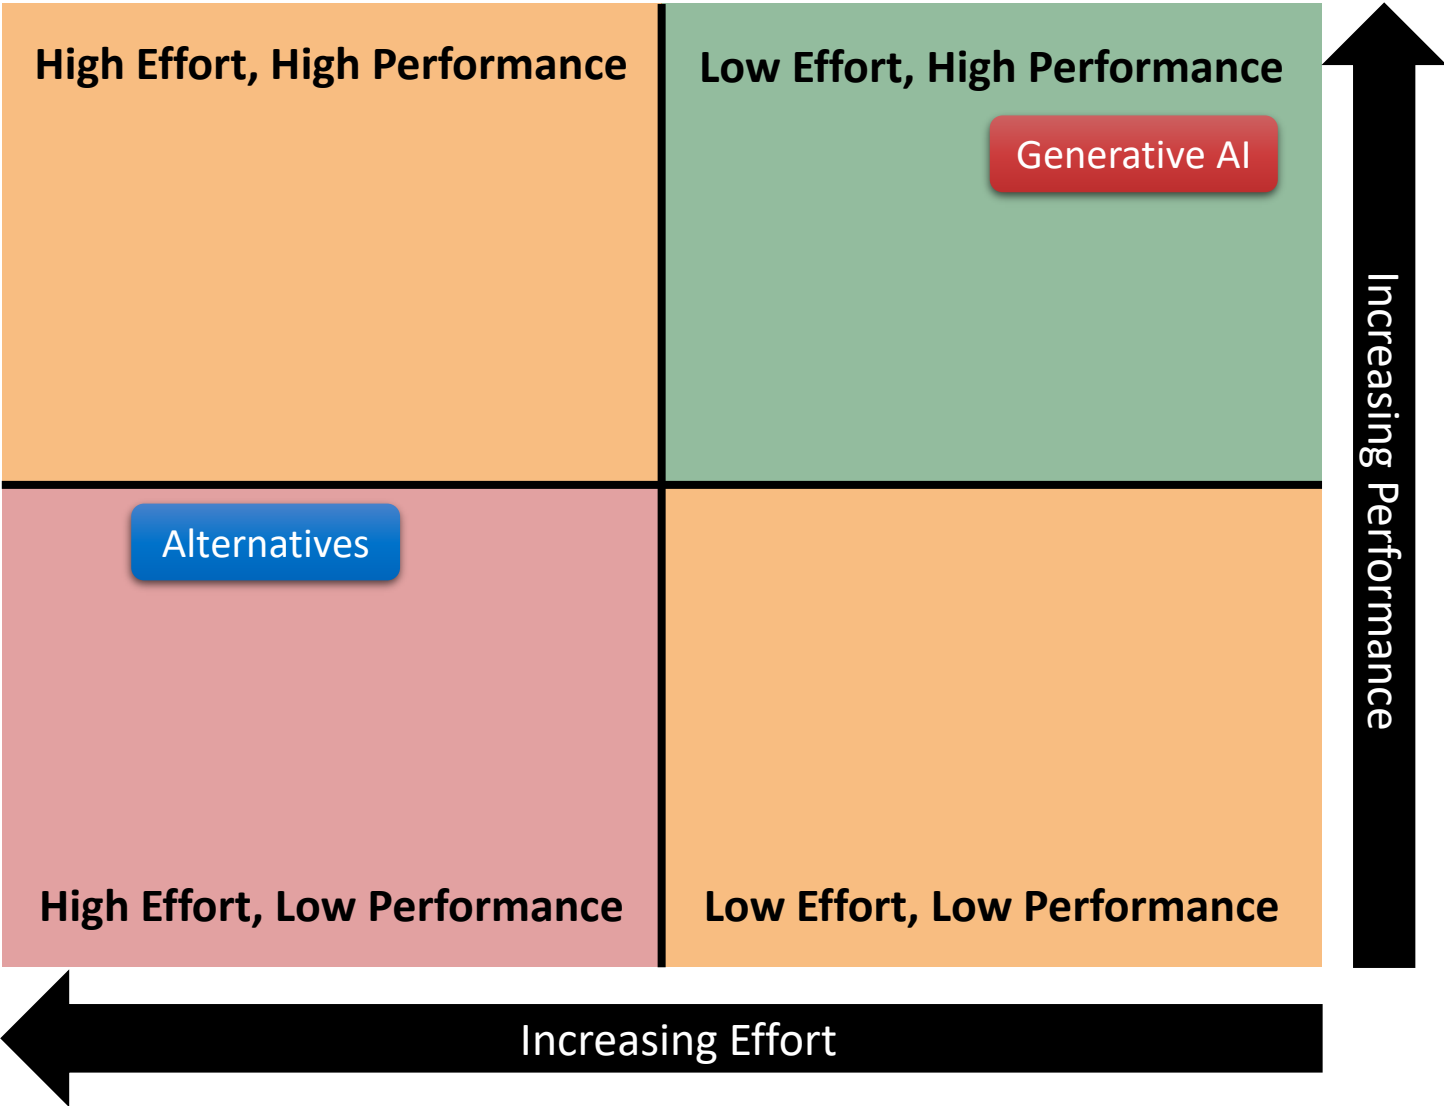 High Effort, High Performance
Low Effort, High Performance
Generative AI
Increasing Performance
Alternatives
High Effort, Low Performance
Low Effort, Low Performance
Increasing Effort